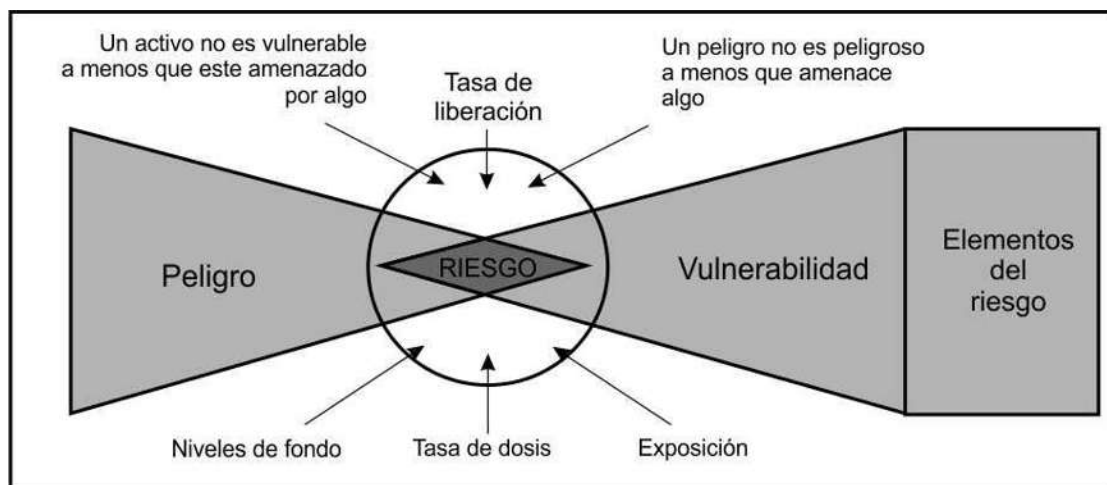 Un activo no es vulnerable
a menos que este amenazado
por algo
Tasa de
liberación
Un peligro no es peligroso
a menos que amenace
algo
Peligro
RIESGO
Vulnerabilidad
Elementos
del
riesgo
Niveles de fondo
Tasa de dosis
Exposición